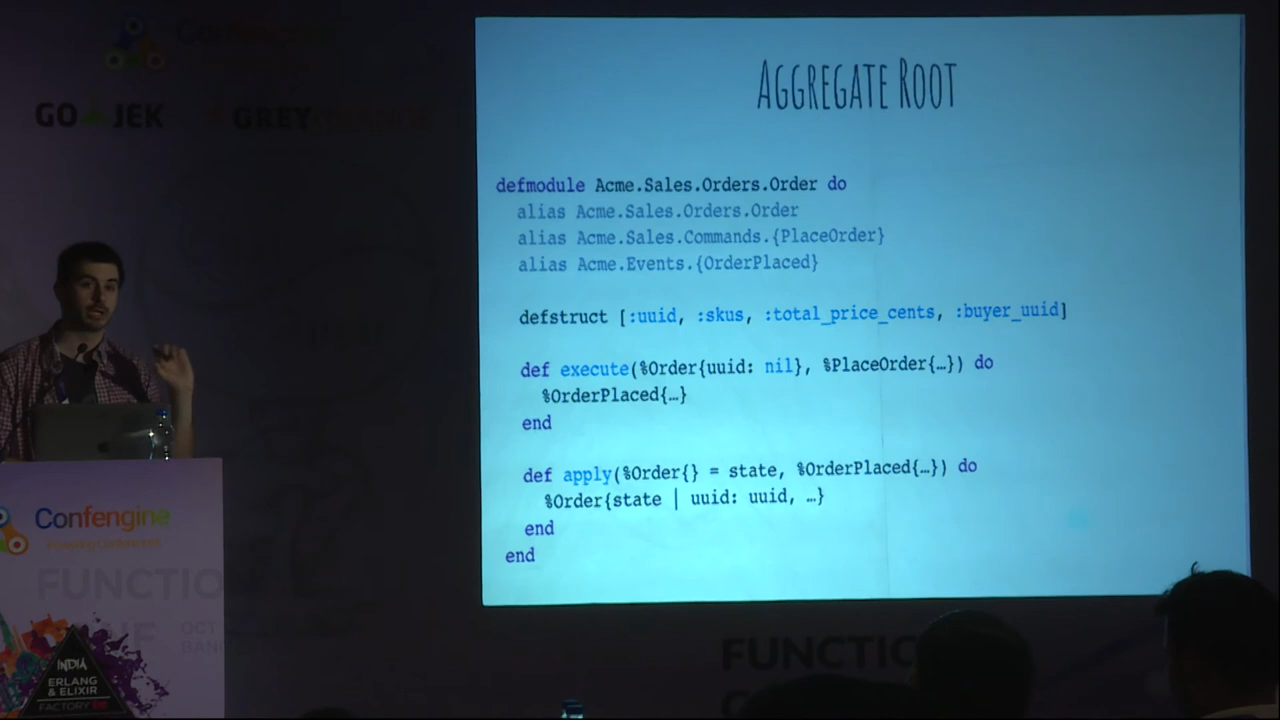 AGGREGATE ROOT
defmodule Acme.Sales.Orders.Order do
alias Acme.Sales.Orders.Order
alias Acme.Sales.Commands.{PlaceOrder}
alias Acme.Events.{OrderPlaced}
defstruct [:uuid, :skus, :total_price_cents, :buyer_uuid]
def execute(%Order{uuid: nil}, %PlaceOrder{…}) do
%OrderPlaced{…}
end
def apply(%Order{} = state, %OrderPlaced{…}) do
%Order{state | uuid: uuid, …}
end
end
Confengine
GO JEK
GREY
Confengine
FUNCTIO
OCT
INDIA
ERLANG
& ELIXIR
FACTORY
FUNCTIO